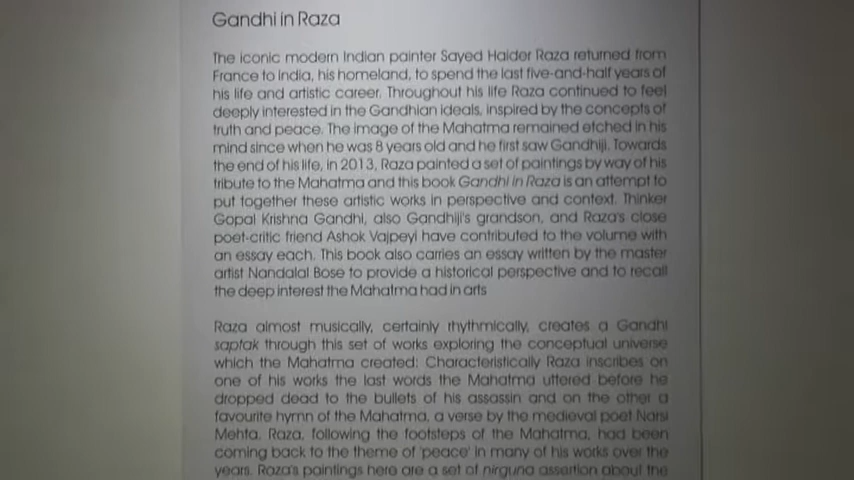 Gandhi in Raza
The iconic modern Indian painter Sayed Haider Raza returned from
France to India, his homeland, to spend the last five-and-half years of
his life and artistic career. Throughout his life Raza continued to feel
deeply interested in the Gandhian ideals, inspired by the concepts of
truth and peace. The image of the Mahatma remained etched in his
mind since when he was 8 years old and he first saw Gandhiji. Towards
the end of his life, in 2013, Raza painted a set of paintings by way of his
tribute to the Mahatma and this book Gandhi in Raza is an attempt to
put together these artistic works in perspective and context. Thinker
Gopal Krishna Gandhi, also Gandhiji's grandson, and Raza's close
poet-critic friend Ashok Vajpeyi have contributed to the volume with
an essay each. This book also carries an essay written by the master
artist Nandalal Bose to provide a historical perspective and to recall
the deep interest the Mahatma had in arts
Raza almost musically, certainly rhythmically, creates a Gandhi
saptak through this set of works exploring the conceptual universe
which the Mahatma created: Characteristically Raza inscribes on
one of his works the last words the Mahatma uttered before he
dropped dead to the bullets of his assassin and on the other a
favourite hymn of the Mahatma, a verse by the medieval poet Narsi
Mehta. Raza, following the footsteps of the Mahatma, had been
coming back to the theme of 'peace' in many of his works over the
years. Raza's paintings here are a set of nirguna assertion about the